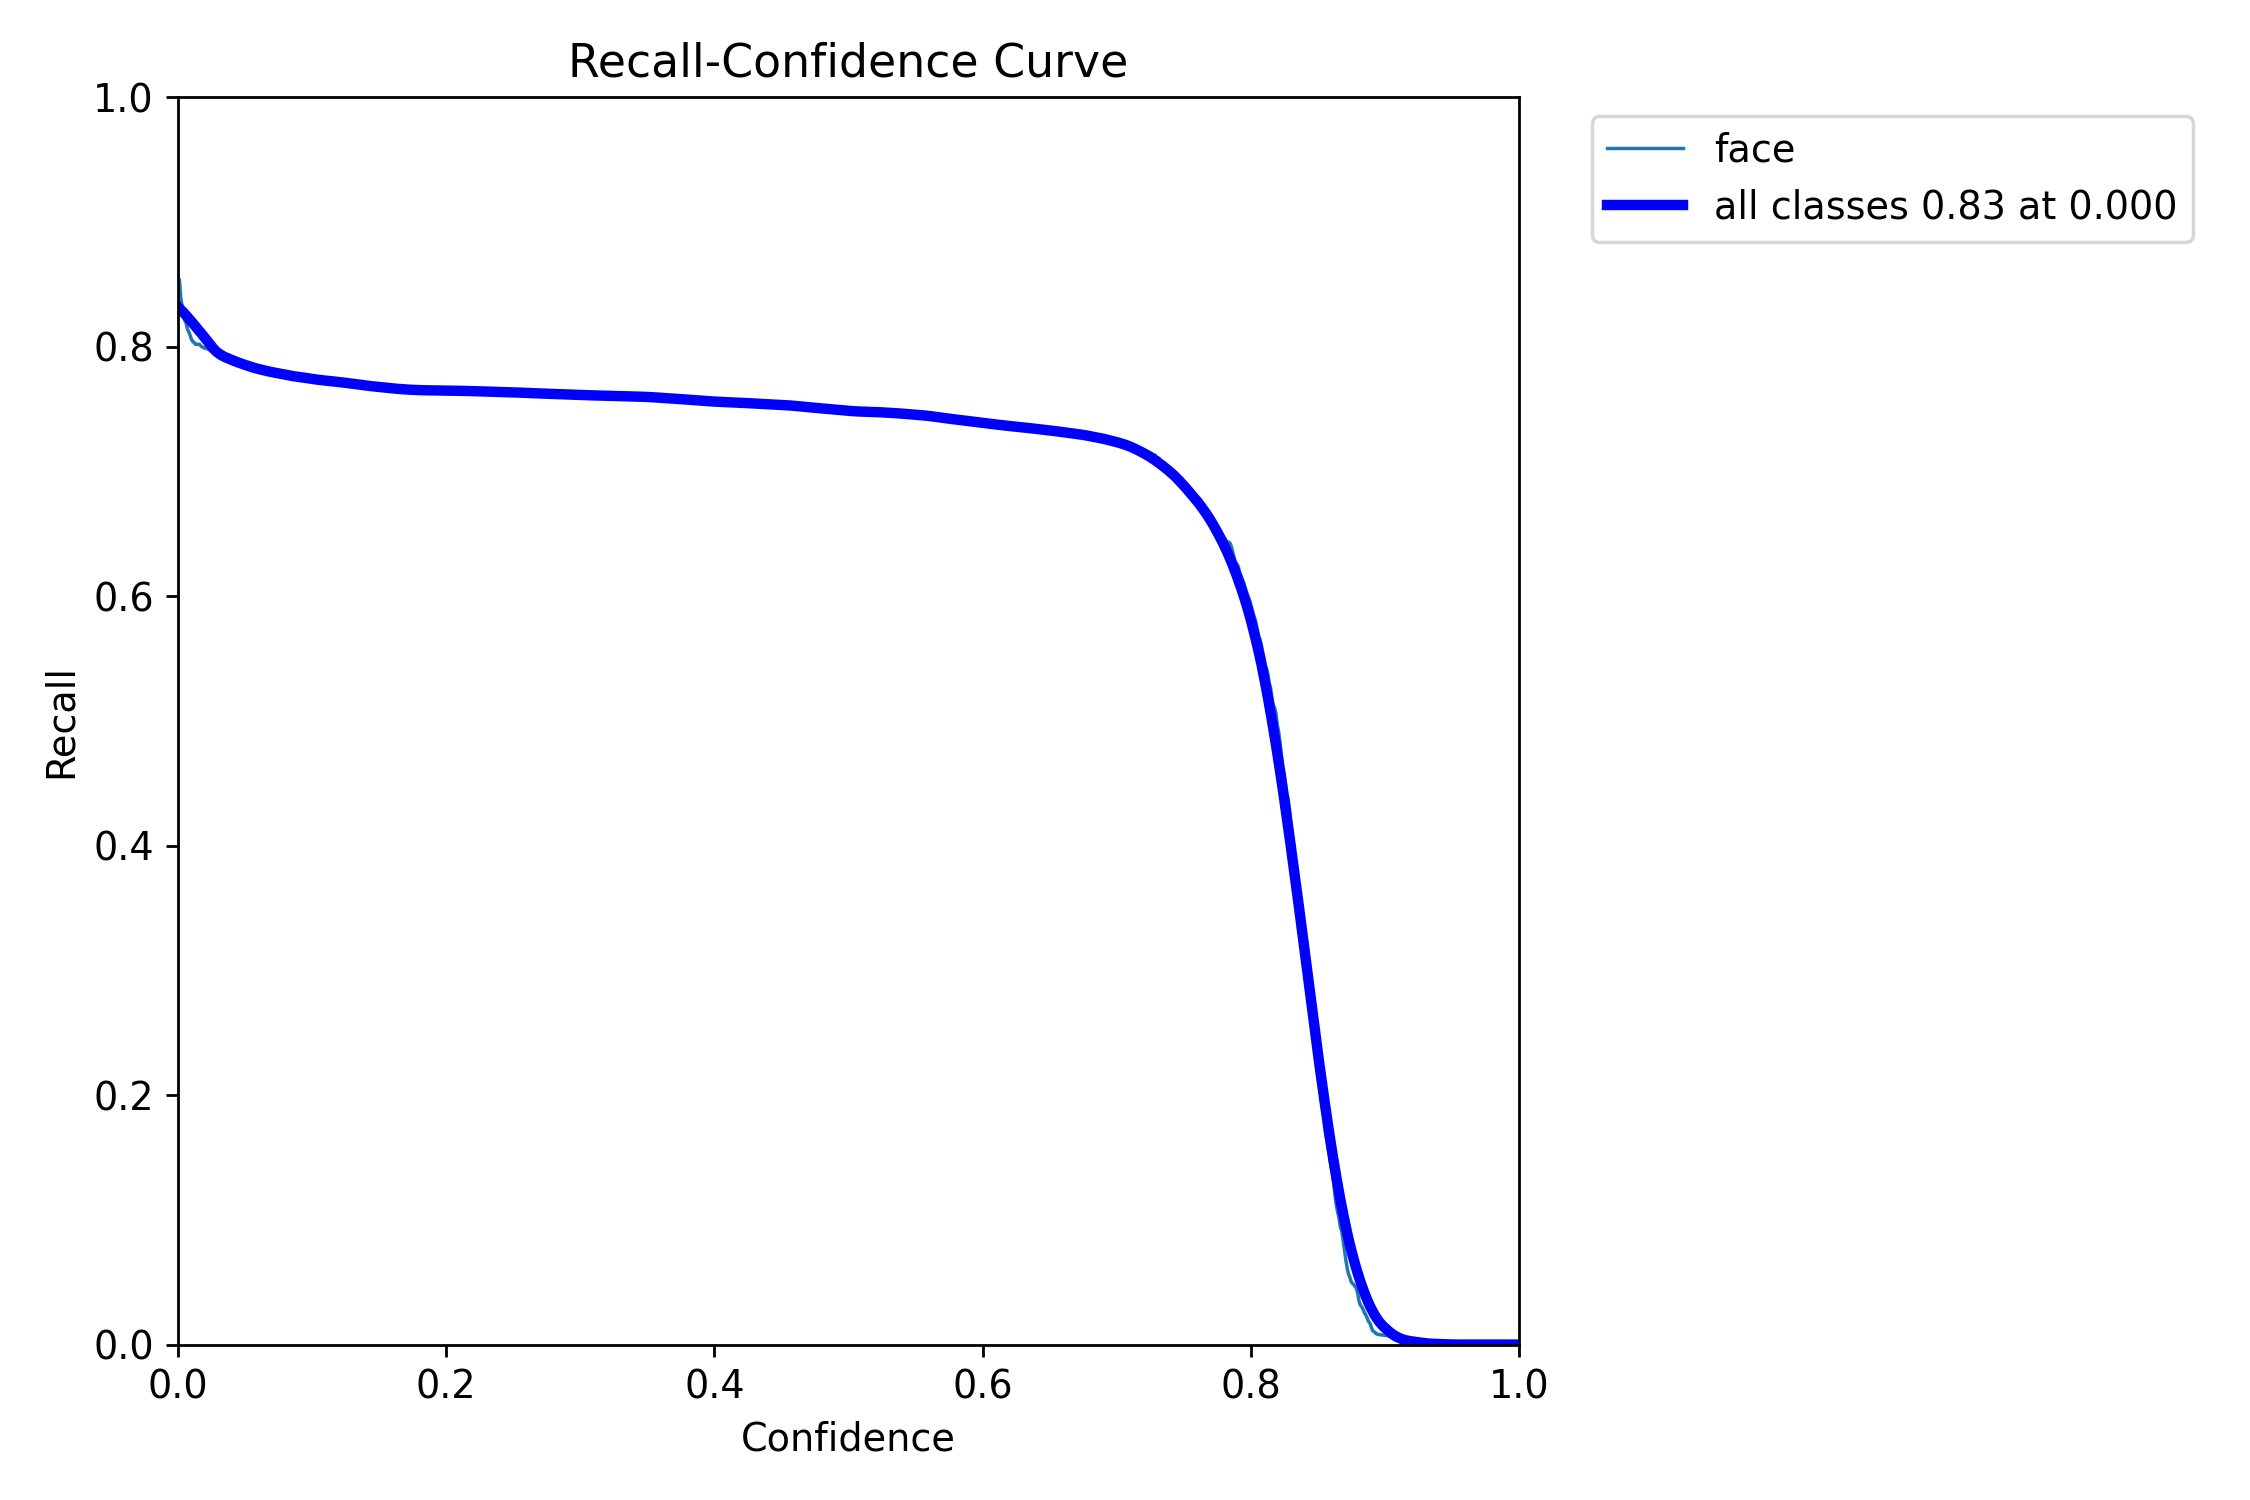 Recall-Confidence Curve
1.0
0.8
0.6
0.4
0.2
0.0
Recall
0.0 0.2 0.4 0.6 0.8 1.0
Confidence
face
all classes 0.83 at 0.000